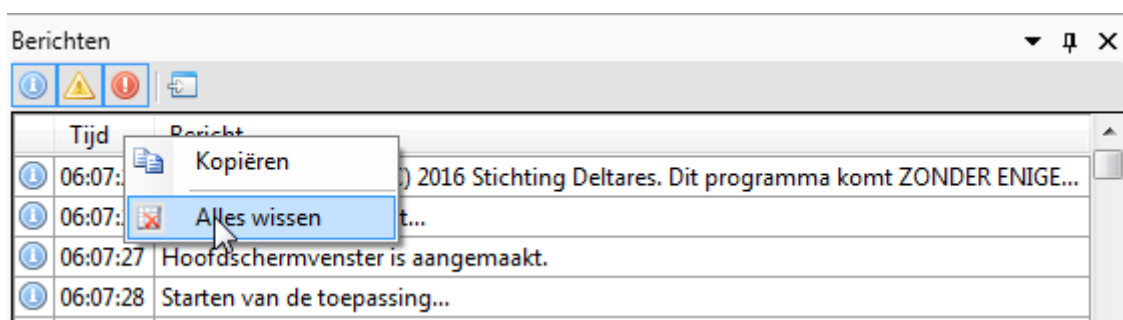 Berichten
Tijd Bericht
Kopiëren
06:07: ) 2016 Stichting Deltares. Dit programma komt ZONDER ENIGE...
06:07: Alles wissen t...
06:07:27 Hoofdschermvenster is aangemaakt.
06:07:28 Starten van de toepassing...